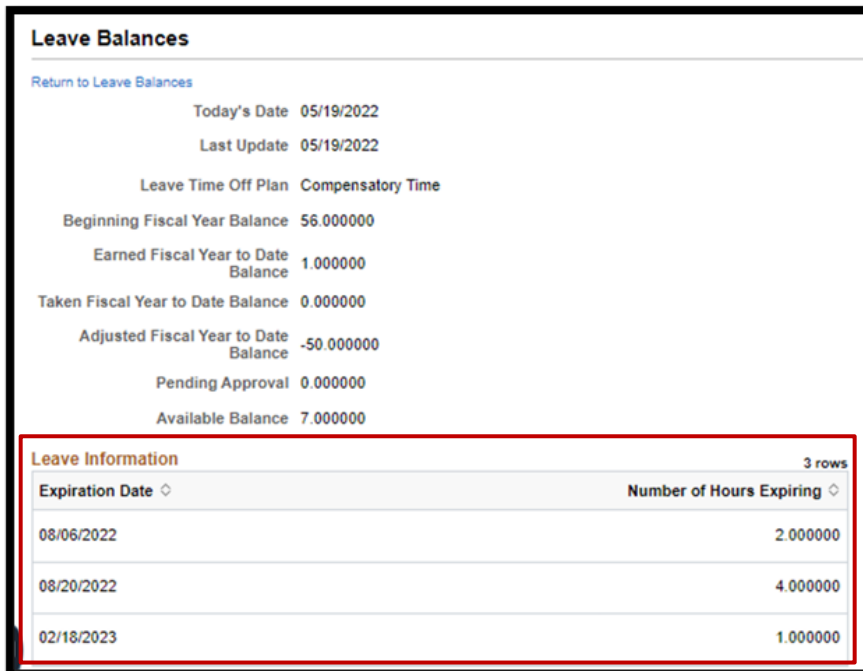 Leave Balances
Return to Leave Balances
Today's Date 05/19/2022
Last Update 05/19/2022
Leave Time Off Plan Compensatory Time
Beginning Fiscal Year Balance 56.000000
Earned Fiscal Year to Date
Balance 1.000000
Taken Fiscal Year to Date Balance 0.000000
Adjusted Fiscal Year to Date
Balance -50.000000
Pending Approval 0.000000
Available Balance 7.000000
Leave Information 3 rows
Expiration Date Number of Hours Expiring
08/06/2022 2.000000
08/20/2022 4.000000
02/18/2023 1.000000